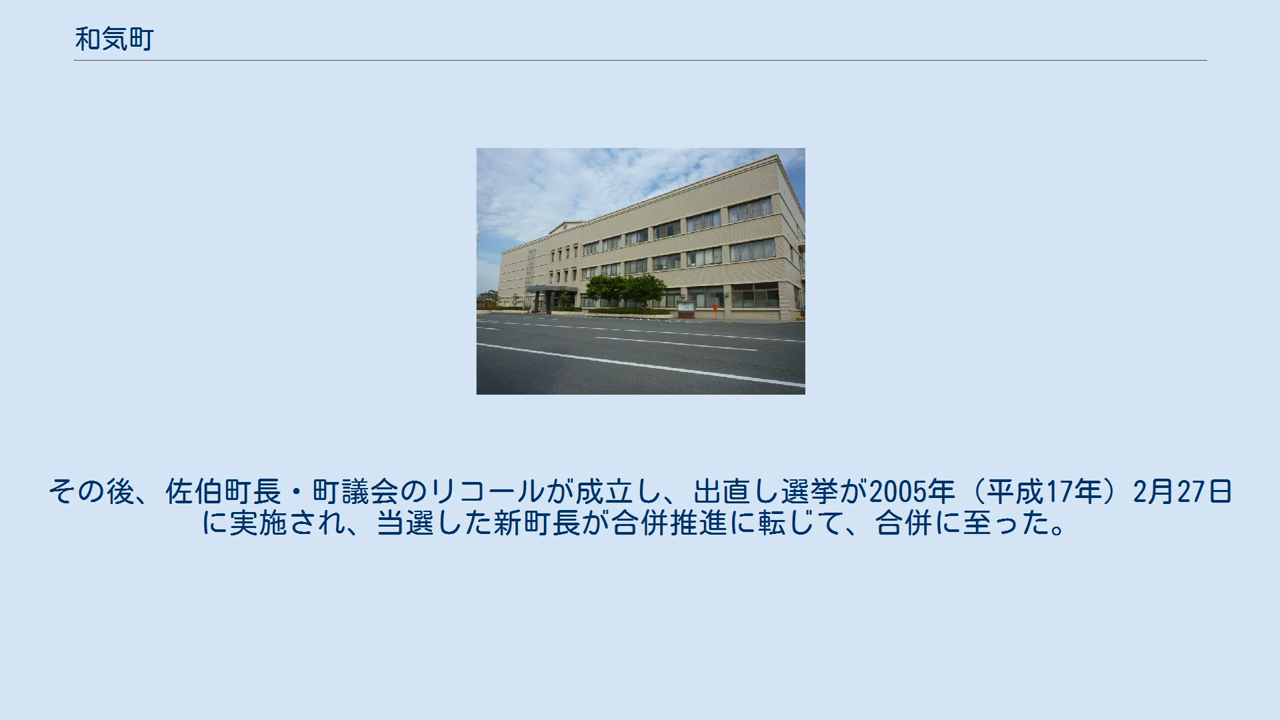 和気町
その後、佐伯町長・町議会のリコールが成立し、出直し選挙が2005年（平成17年）2月27日
に実施され、当選した新町長が合併推進に転じて、合併に至った。